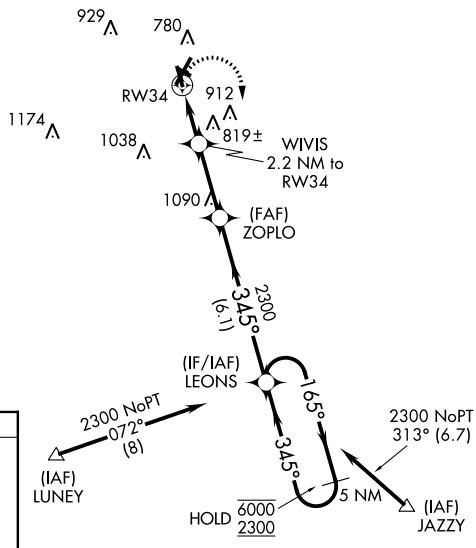 929
780
RW34
912
1174
1038
819±
WIVIS
2.2 NM to
RW34
1090
(FAF)
ZOPLO
2300
345°
(6.1)
(IF/IAF)
LEONS
2300 NoPT
072°
(8)
165°
345°
2300 NoPT
313° (6.7)
(IAF)
LUNEY
HOLD
6000
2300
5 NM
(IAF)
JAZZY